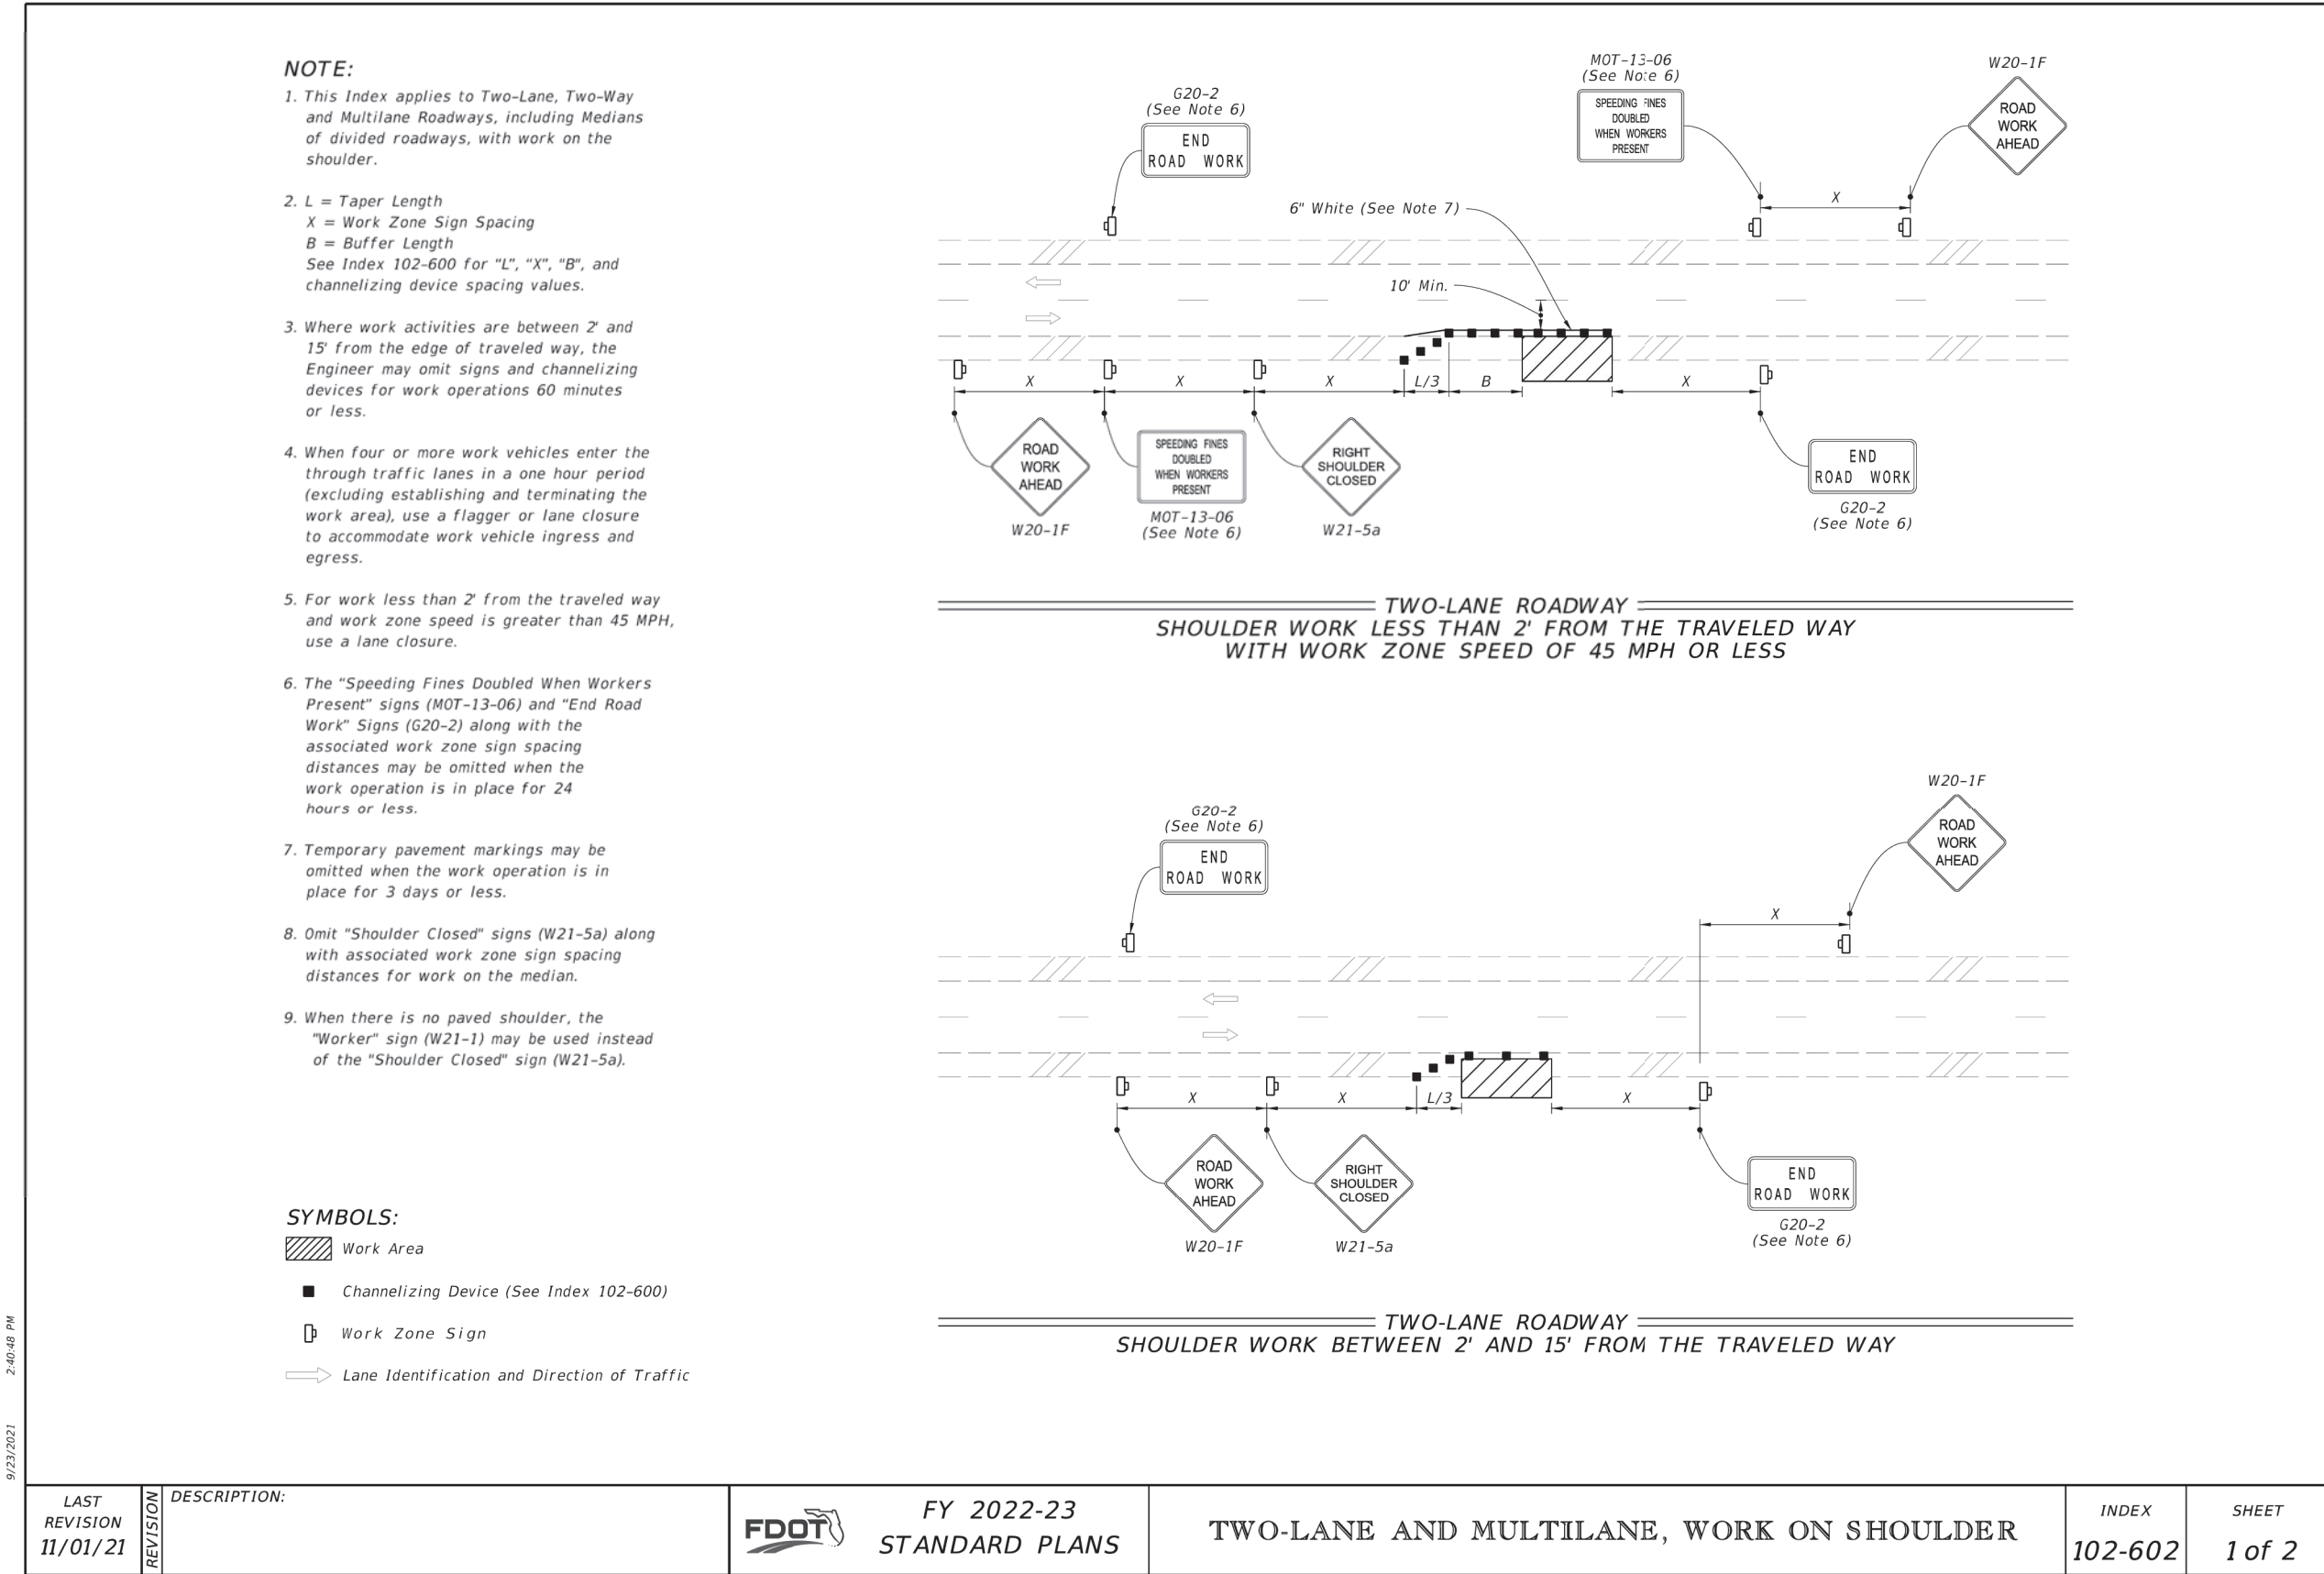 NOTE:
1. This Index applies to Two-Lane, Two-Way
and Multilane Roadways, including Medians
of divided roadways, with work on the
shoulder.
2. L = Taper Length
X = Work Zone Sign Spacing
B = Buffer Length
See Index 102-600 for “L”, “X”, "B", and
channelizing device spacing values.
3. Where work activities are between 2' and
15' from the edge of traveled way, the
Engineer may omit signs and channelizing
devices for work operations 60 minutes
or less.
4. When four or more work vehicles enter the
through traffic lanes in a one hour period
(excluding establishing and terminating the
work area), use a flagger or lane closure
to accommodate work vehicle ingress and
egress.
5. For work less than 2' from the traveled way
and work zone speed is greater than 45 MPH,
use a lane closure.
6. The “Speeding Fines Doubled When Workers
Present” signs (MOT-13-06) and “End Road
Work” Signs (G20-2) along with the
associated work zone sign spacing
distances may be omitted when the
work operation is in place for 24
hours or less.
7. Temporary pavement markings may be
omitted when the work operation is in
place for 3 days or less.
8. Omit "Shoulder Closed" signs (W21-5a) along
with associated work zone sign spacing
distances for work on the median.
9. When there is no paved shoulder, the
"Worker" sign (W21-1) may be used instead
of the "Shoulder Closed" sign (W21-5a).
SYMBOLS:
Work Area
Channelizing Device (See Index 102-600)
Work Zone Sign
Lane Identification and Direction of Traffic
G20-2
(See Note 6)
END
ROAD WORK
MOT-13-06
(See Note 6)
SPEEDING FINES
DOUBLED
WHEN WORKERS
PRESENT
W20-1F
ROAD
WORK
AHEAD
X
6" White (See Note 7)
10' Min.
X
X
X
L/3
B
X
ROAD
WORK
AHEAD
W20-1F
SPEEDING FINES
DOUBLED
WHEN WORKERS
PRESENT
MOT-13-06
(See Note 6)
RIGHT
SHOULDER
CLOSED
W21-5a
END
ROAD WORK
G20-2
(See Note 6)
TWO-LANE ROADWAY
SHOULDER WORK LESS THAN 2' FROM THE TRAVELED WAY
WITH WORK ZONE SPEED OF 45 MPH OR LESS
G20-2
(See Note 6)
END
ROAD WORK
W20-1F
ROAD
WORK
AHEAD
X
X
X
L/3
X
ROAD
WORK
AHEAD
W20-1F
RIGHT
SHOULDER
CLOSED
W21-5a
END
ROAD WORK
G20-2
(See Note 6)
TWO-LANE ROADWAY
SHOULDER WORK BETWEEN 2' AND 15' FROM THE TRAVELED WAY
9/23/2021 2:40:48 PM
LAST
REVISION
11/01/21
REVISION
DESCRIPTION:
FDOT
FY 2022-23
STANDARD PLANS
TWO-LANE AND MULTILANE, WORK ON SHOULDER
INDEX
102-602
SHEET
1 of 2